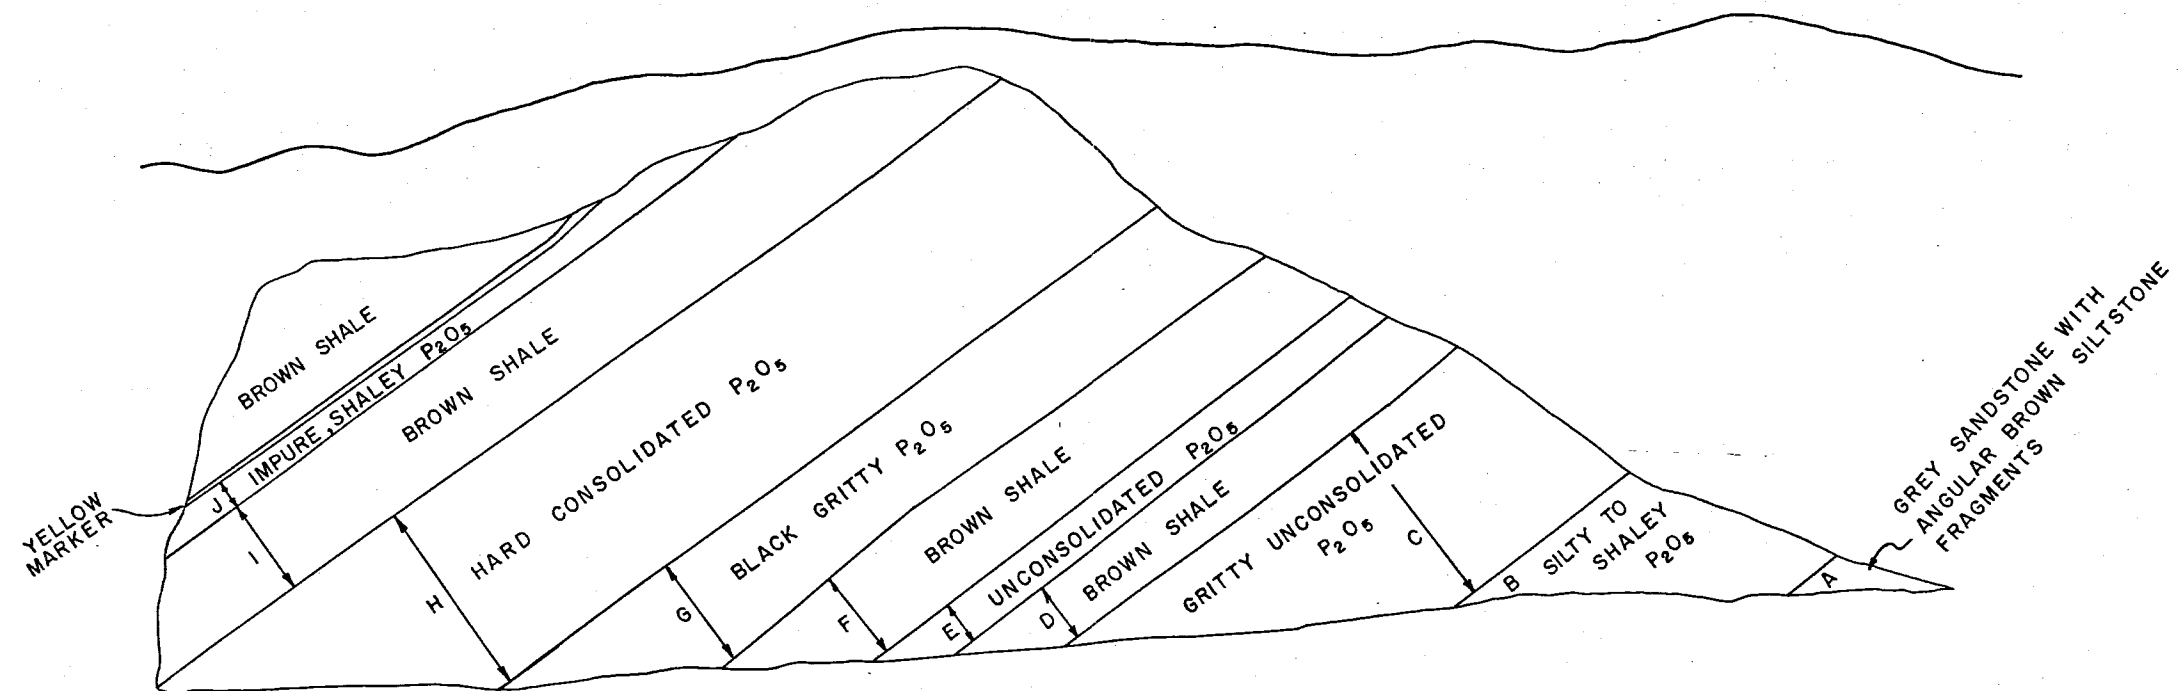 BROWN SHALE
YELLOW
MARKER
J
IMPURE, SHALEY P₂O₅
I
BROWN SHALE
H
HARD CONSOLIDATED P₂O₅
G
BLACK GRITTY P₂O₅
F
BROWN SHALE
E
UNCONSOLIDATED P₂O₅
D
BROWN SHALE
GRITTY UNCONSOLIDATED
P₂O₅
C
B
SILTY TO
SHALEY
P₂O₅
A
GREY SANDSTONE WITH
ANGULAR BROWN SILTSTONE
FRAGMENTS